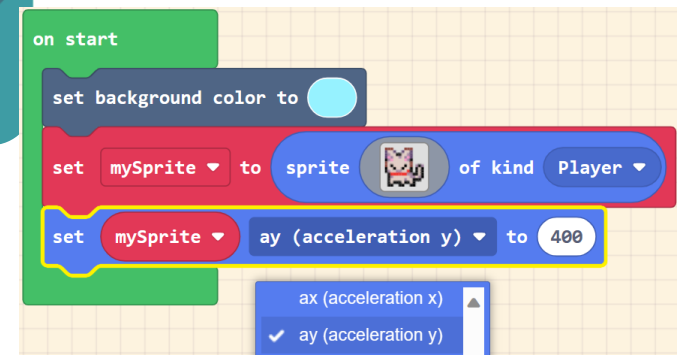 on start
set background color to
set mySprite to sprite of kind Player
set mySprite ay (acceleration y) to 400
ax (acceleration x)
ay (acceleration y)